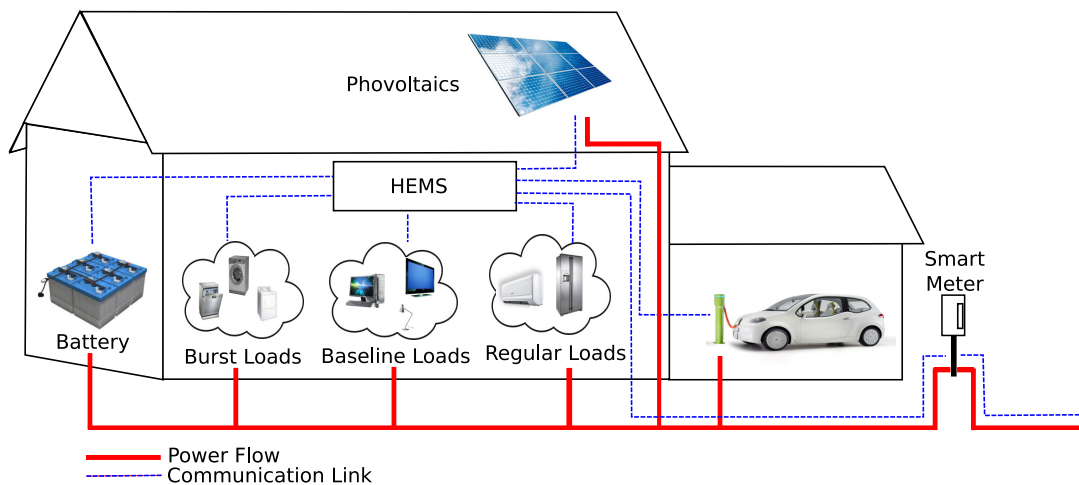 Phovoltaics
HEMS
Smart
Meter
Battery
Burst Loads
Baseline Loads
Regular Loads
Power Flow
Communication Link